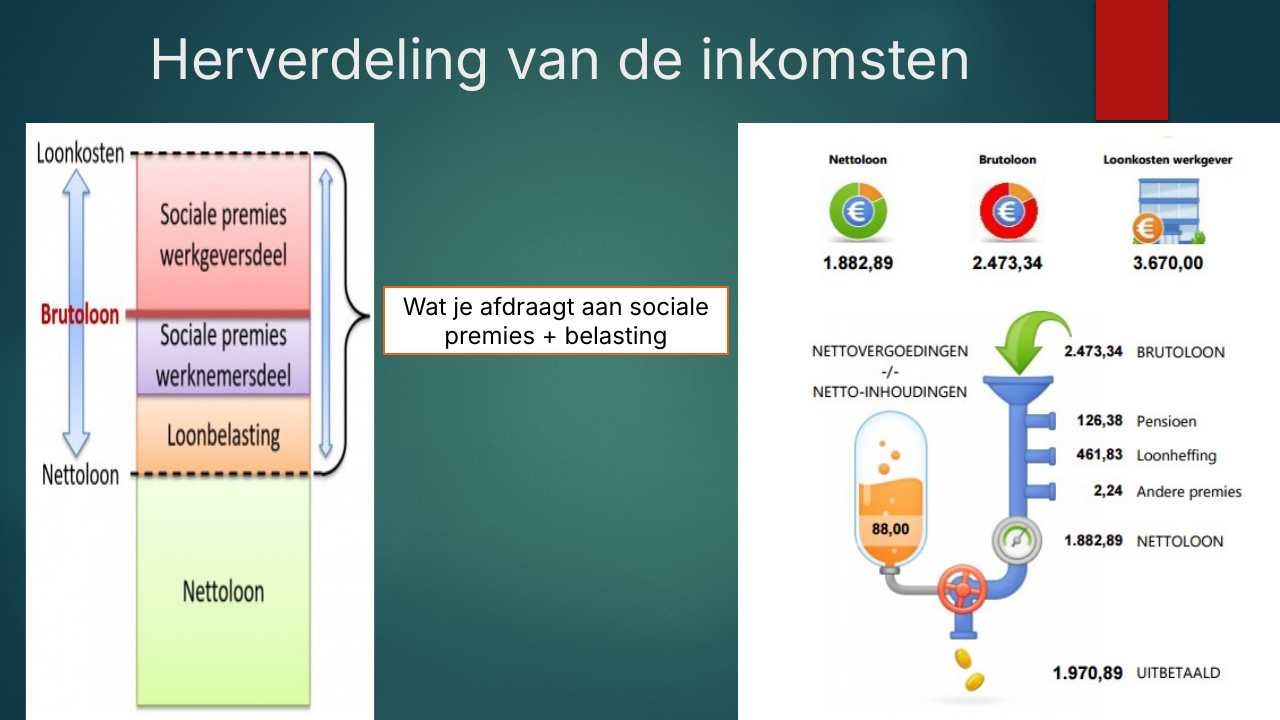 Herverdeling van de inkomsten
Loonkosten
Sociale premies
werkgeversdeel
Brutoloon
Sociale premies
werknemersdeel
Loonbelasting
Nettoloon
Nettoloon
Wat je afdraagt aan sociale
premies + belasting
Nettoloon Brutoloon Loonkosten werkgever
1.882,89 2.473,34 3.670,00
NETTOVERGOEDINGEN
-/-
NETTO-INHOUDINGEN
88,00
2.473,34 BRUTOLOON
126,38 Pensioen
461,83 Loonheffing
2,24 Andere premies
1.882,89 NETTOLOON
1.970,89 UITBETAALD